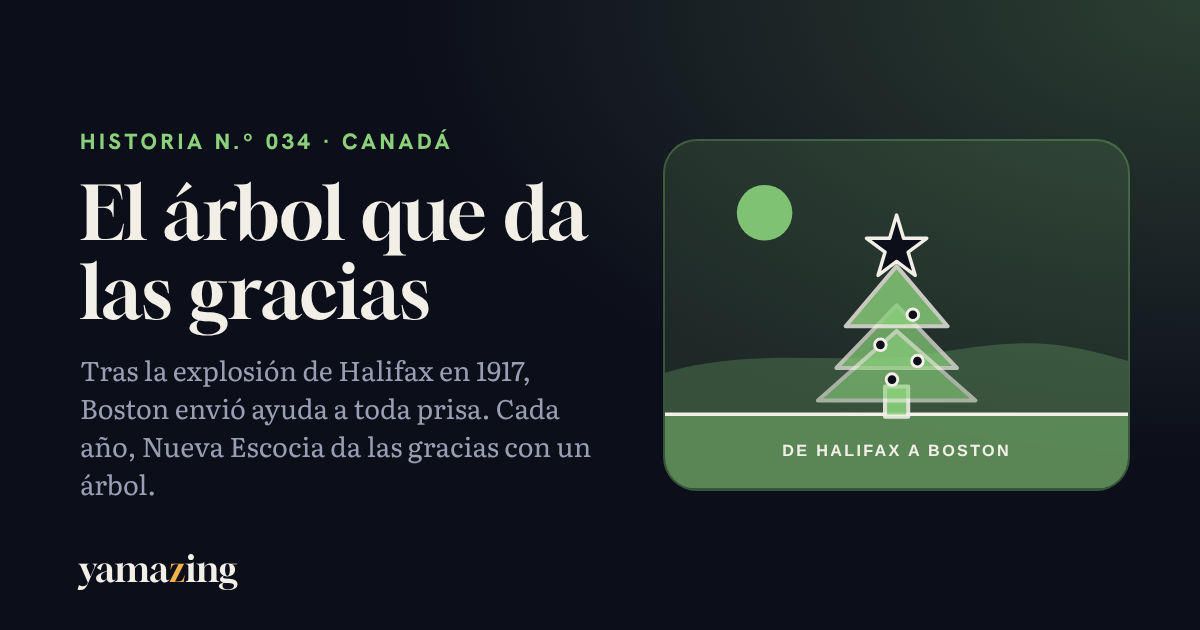 HISTORIA N.º 034 · CANADÁ
El árbol que da
las gracias
Tras la explosión de Halifax en 1917,
Boston envió ayuda a toda prisa. Cada
año, Nueva Escocia da las gracias con un
árbol.
DE HALIFAX A BOSTON
yamazing